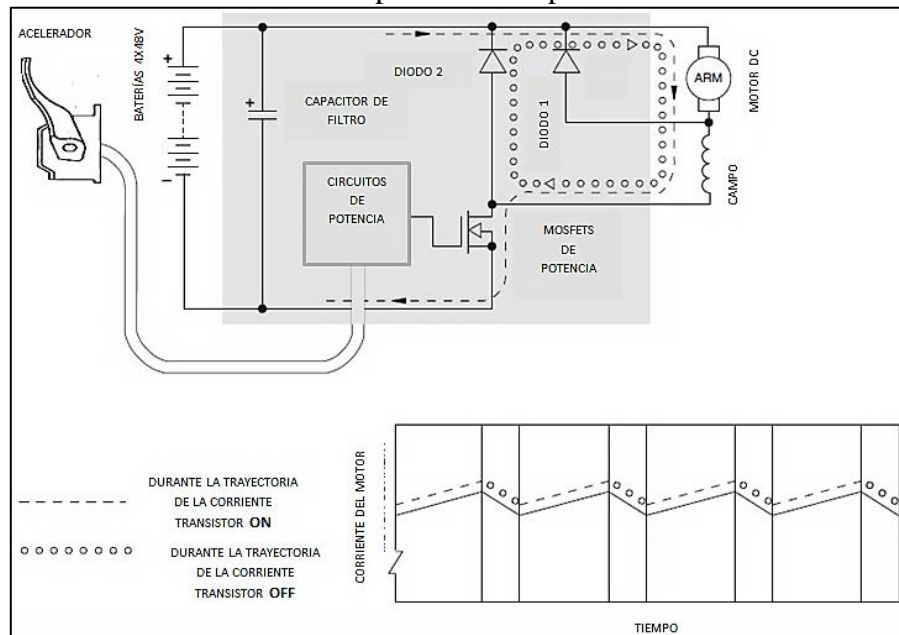 ACELERADOR
BATERÍAS 4X48V
+
-
+
CAPACITOR DE
FILTRO
DIODO 2
DIODO 1
ARM
MOTOR DC
CAMPO
CIRCUITOS
DE
POTENCIA
MOSFETS
DE
POTENCIA
DURANTE LA TRAYECTORIA
DE LA CORRIENTE
TRANSISTOR ON
DURANTE LA TRAYECTORIA
DE LA CORRIENTE
TRANSISTOR OFF
CORRIENTE DEL MOTOR
TIEMPO